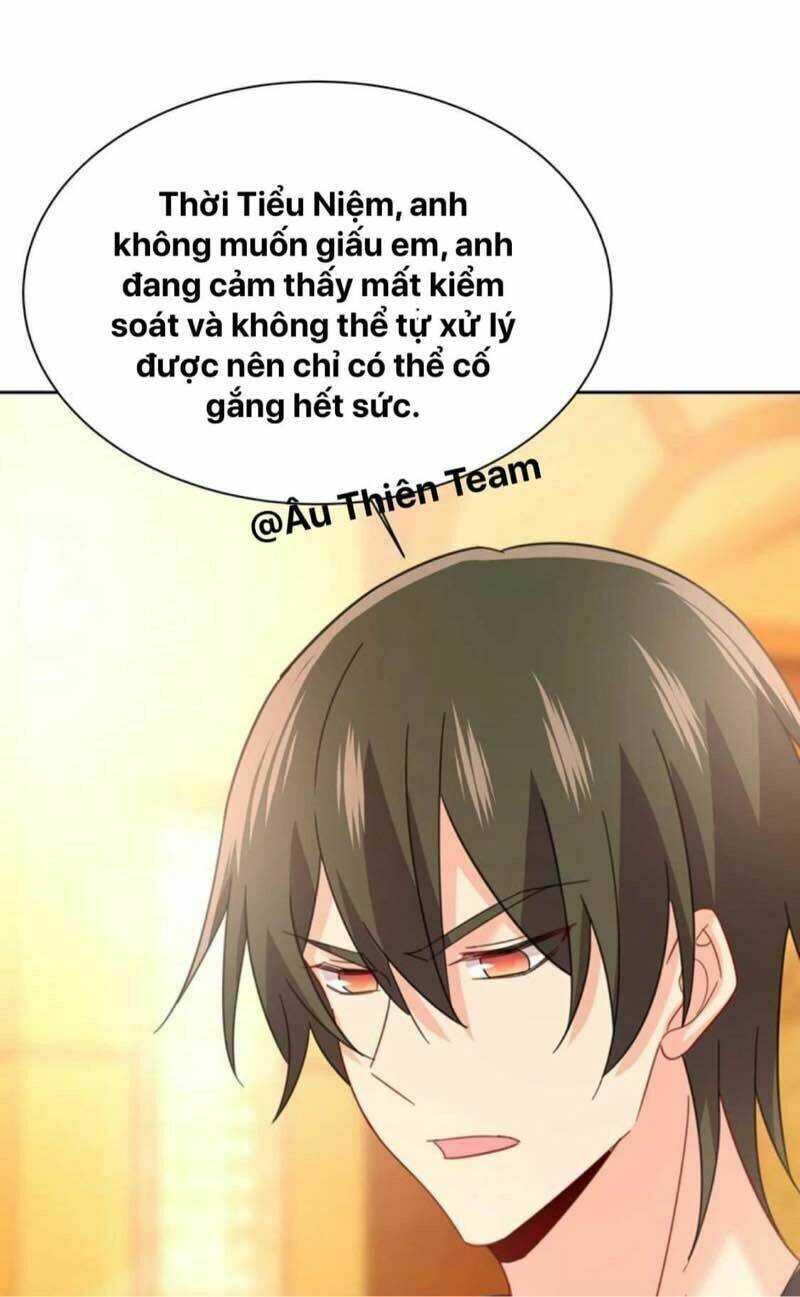 Thời Tiểu Niệm, anh
không muốn giấu em, anh
đang cảm thấy mất kiểm
soát và không thể tự xử lý
được nên chỉ có thể cố
gắng hết sức.
@Âu Thiên Team